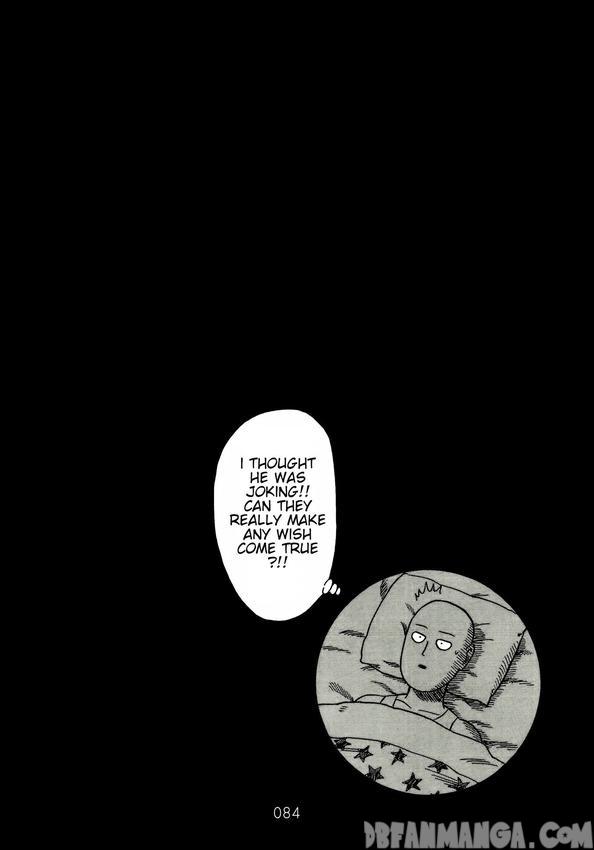 I THOUGHT
HE WAS
JOKING!!
CAN THEY
REALLY MAKE
ANY WISH
COME TRUE
?!!
084
DBFANMANGA.COM